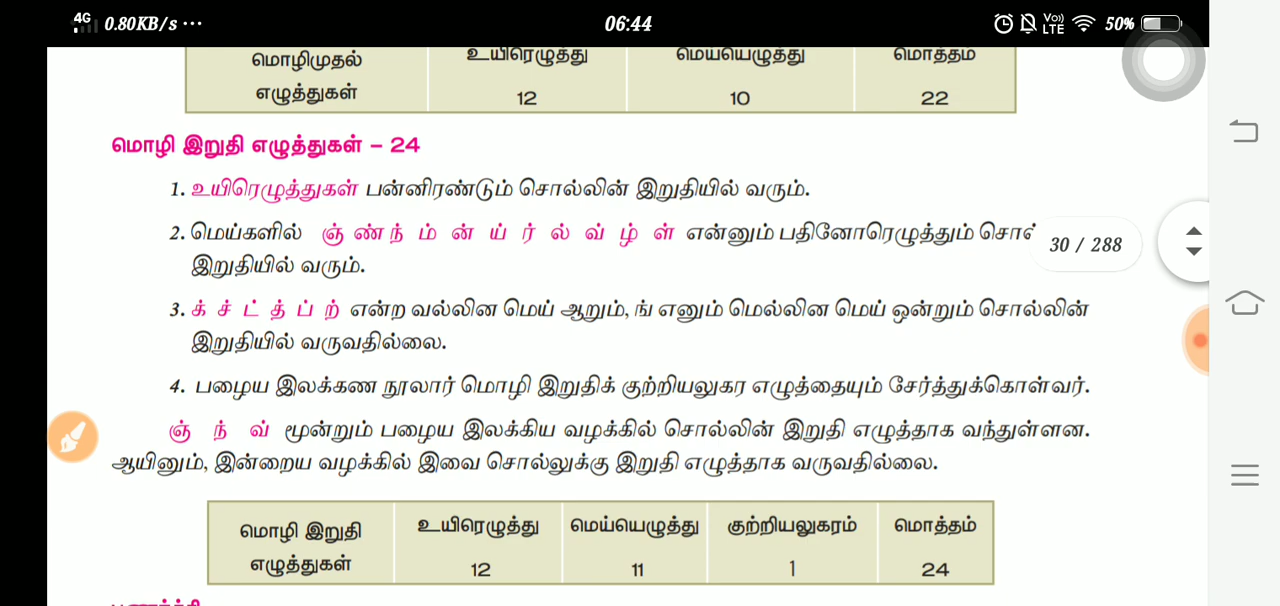 4G 0.80KB/s ... 06:44 Vo)) LTE 50%
மொழிமுதல் உயிரெழுத்து மெய்யெழுத்து மொத்தம்
எழுத்துகள் 12 10 22
மொழி இறுதி எழுத்துகள் – 24
1. உயிரெழுத்துகள் பன்னிரண்டும் சொல்லின் இறுதியில் வரும்.
2. மெய்களில் ஞ் ண் ந் ம் ன் ய் ர் ல் வ் ழ் ள் என்னும் பதினோரெழுத்தும்
30 / 288
இறுதியில் வரும்.
3. க் ச் ட் த் ப் ற் என்ற வல்லின மெய் ஆறும், ங் எனும் மெல்லின மெய் ஒன்றும் சொல்லின்
இறுதியில் வருவதில்லை.
4. பழைய இலக்கண நூலார் மொழி இறுதிக் குற்றியலுகர எழுத்தையும் சேர்த்துக்கொள்வர்.
ஞ் ந் வ் மூன்றும் பழைய இலக்கிய வழக்கில் சொல்லின் இறுதி எழுத்தாக வந்துள்ளன.
ஆயினும், இன்றைய வழக்கில் இவை சொல்லுக்கு இறுதி எழுத்தாக வருவதில்லை.
மொழி இறுதி உயிரெழுத்து மெய்யெழுத்து குற்றியலுகரம் மொத்தம்
எழுத்துகள் 12 11 1 24